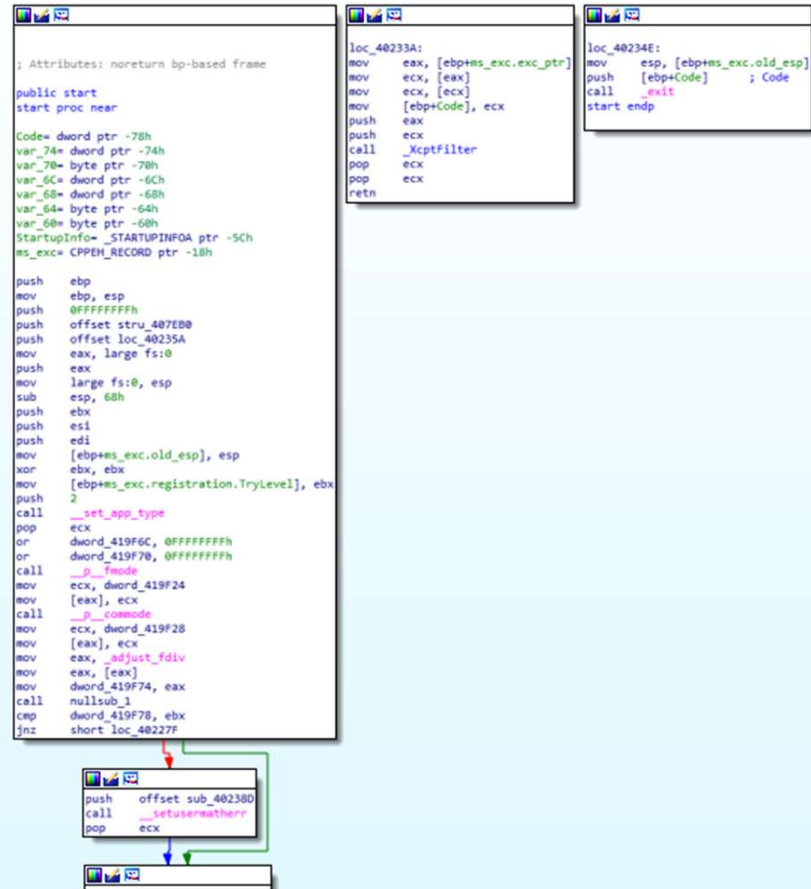 ; Attributes: noreturn bp-based frame
public start
start proc near
Code= dword ptr -78h
var_74= dword ptr -74h
var_70= byte ptr -70h
var_6C= dword ptr -6Ch
var_68= dword ptr -68h
var_64= byte ptr -64h
var_60= byte ptr -60h
StartupInfo= _STARTUPINFOA ptr -5Ch
ms_exc= CPPEH_RECORD ptr -18h
push ebp
mov ebp, esp
push 0FFFFFFFFh
push offset stru_407EB0
push offset loc_40235A
mov eax, large fs:0
push eax
mov large fs:0, esp
sub esp, 68h
push ebx
push esi
push edi
mov [ebp+ms_exc.old_esp], esp
xor ebx, ebx
mov [ebp+ms_exc.registration.TryLevel], ebx
push 2
call __set_app_type
pop ecx
or dword_419F6C, 0FFFFFFFFh
or dword_419F70, 0FFFFFFFFh
call __p__fmode
mov ecx, dword_419F24
mov [eax], ecx
call __p__commode
mov ecx, dword_419F28
mov [eax], ecx
mov eax, _adjust_fdiv
mov eax, [eax]
mov dword_419F74, eax
call nullsub_1
cmp dword_419F78, ebx
jnz short loc_40227F
push offset sub_40238D
call __setusermatherr
pop ecx
loc_40233A:
mov eax, [ebp+ms_exc.exc_ptr]
mov ecx, [eax]
mov ecx, [ecx]
mov [ebp+Code], ecx
push eax
push ecx
call _XcptFilter
pop ecx
pop ecx
retn
loc_40234E:
mov esp, [ebp+ms_exc.old_esp]
push [ebp+Code] ; Code
call _exit
start endp